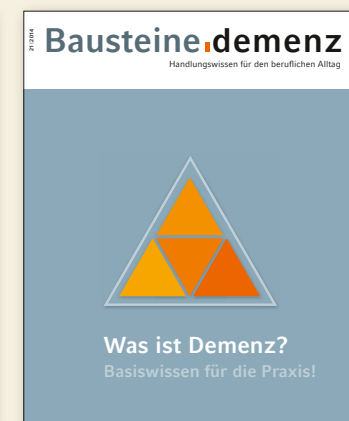 21|2014
Bausteine.demenz
Handlungswissen für den beruflichen Alltag
Was ist Demenz?
Basiswissen für die Praxis!